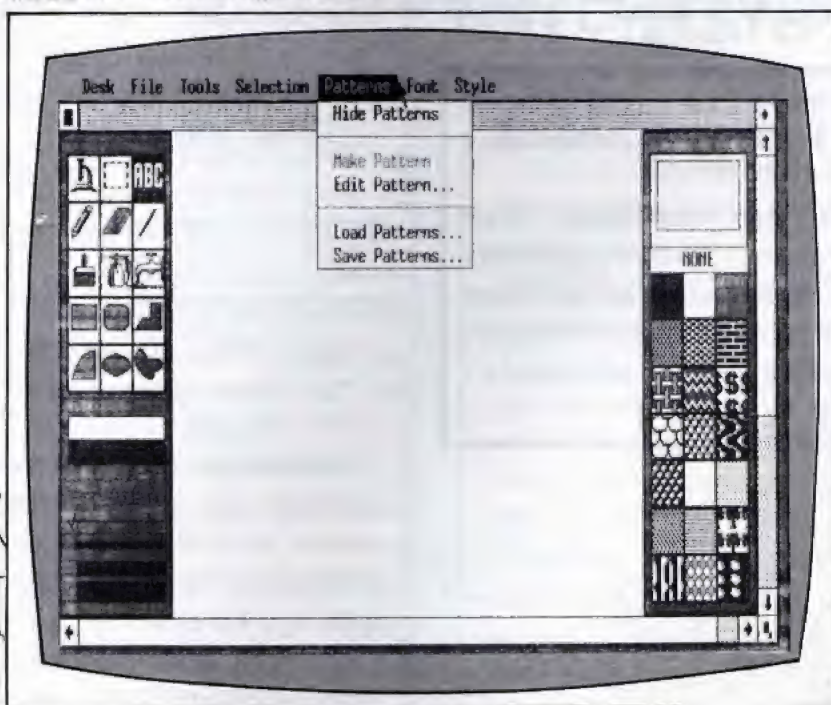 Desk File Tools Selection Patterns Font Style
Hide Patterns
Make Pattern
Edit Pattern...
Load Patterns...
Save Patterns...
ABC
NONE